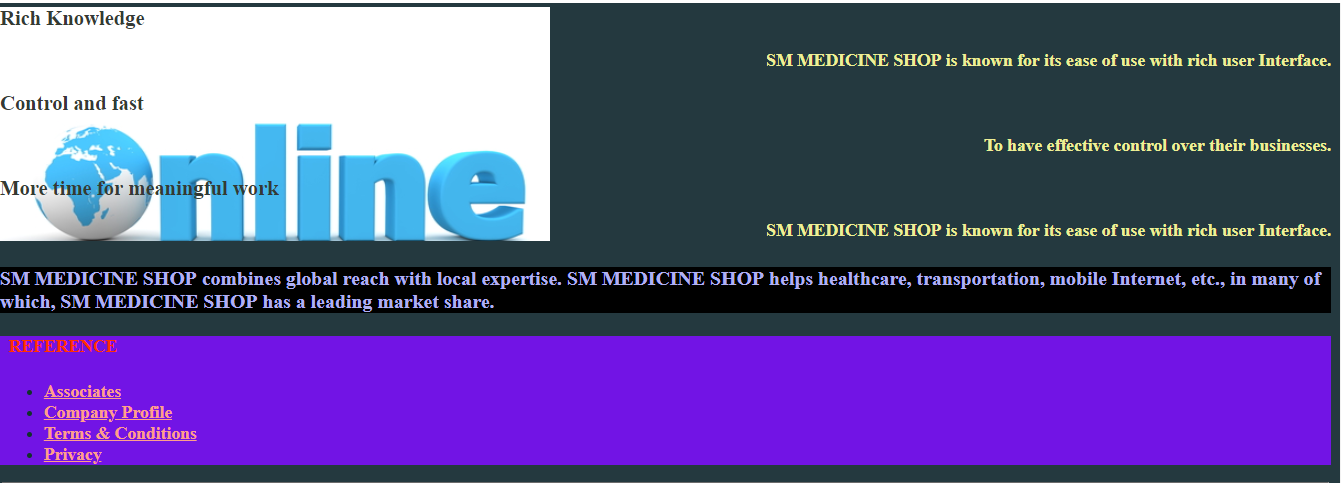 Rich Knowledge
SM MEDICINE SHOP is known for its ease of use with rich user Interface.
Control and fast
To have effective control over their businesses.
Online
More time for meaningful work
SM MEDICINE SHOP is known for its ease of use with rich user Interface.
SM MEDICINE SHOP combines global reach with local expertise. SM MEDICINE SHOP helps healthcare, transportation, mobile Internet, etc., in many of
which, SM MEDICINE SHOP has a leading market share.
REFERENCE
Associates
Company Profile
Terms & Conditions
Privacy